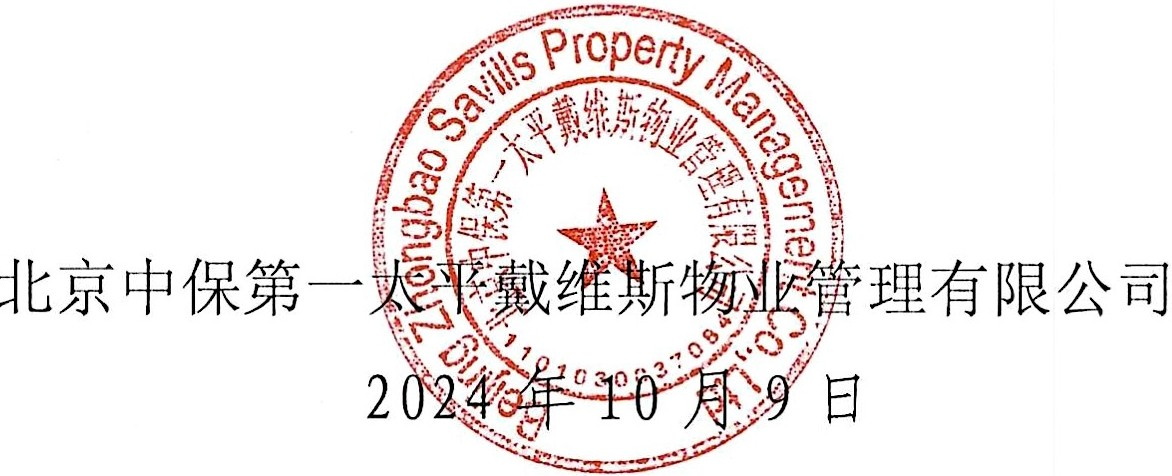 Beijing Zhongbao Savills Property Management Co., Ltd.
北京中保第一太平戴维斯物业管理有限公司
北京中保第一太平戴维斯物业管理有限公司
2024年10月9日